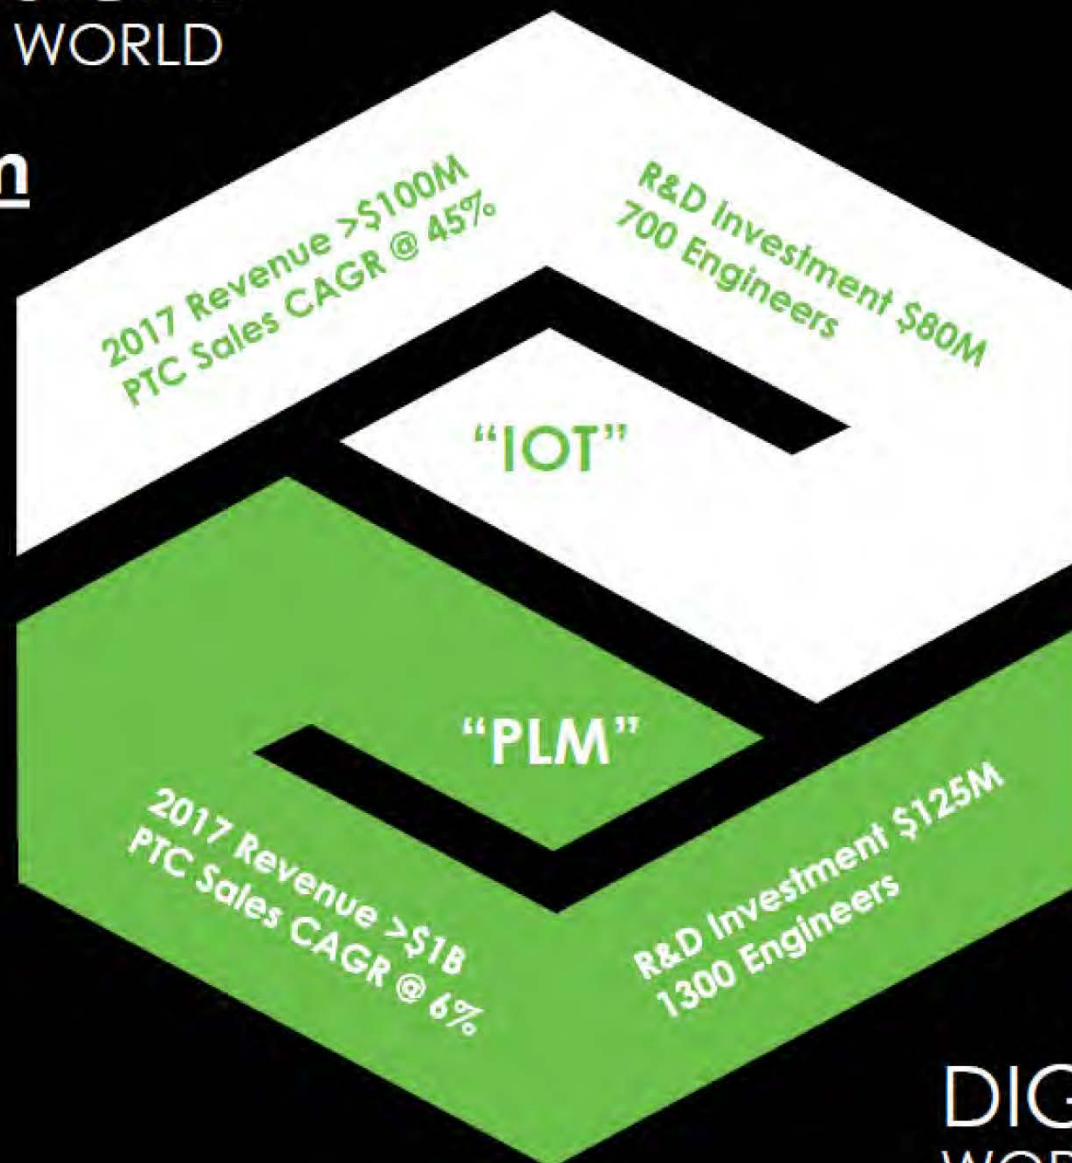 WORLD
2017 Revenue >$100M
PTC Sales CAGR @ 45%
R&D Investment $80M
700 Engineers
“IOT”
“PLM”
2017 Revenue >$1B
PTC Sales CAGR @ 6%
R&D Investment $125M
1300 Engineers